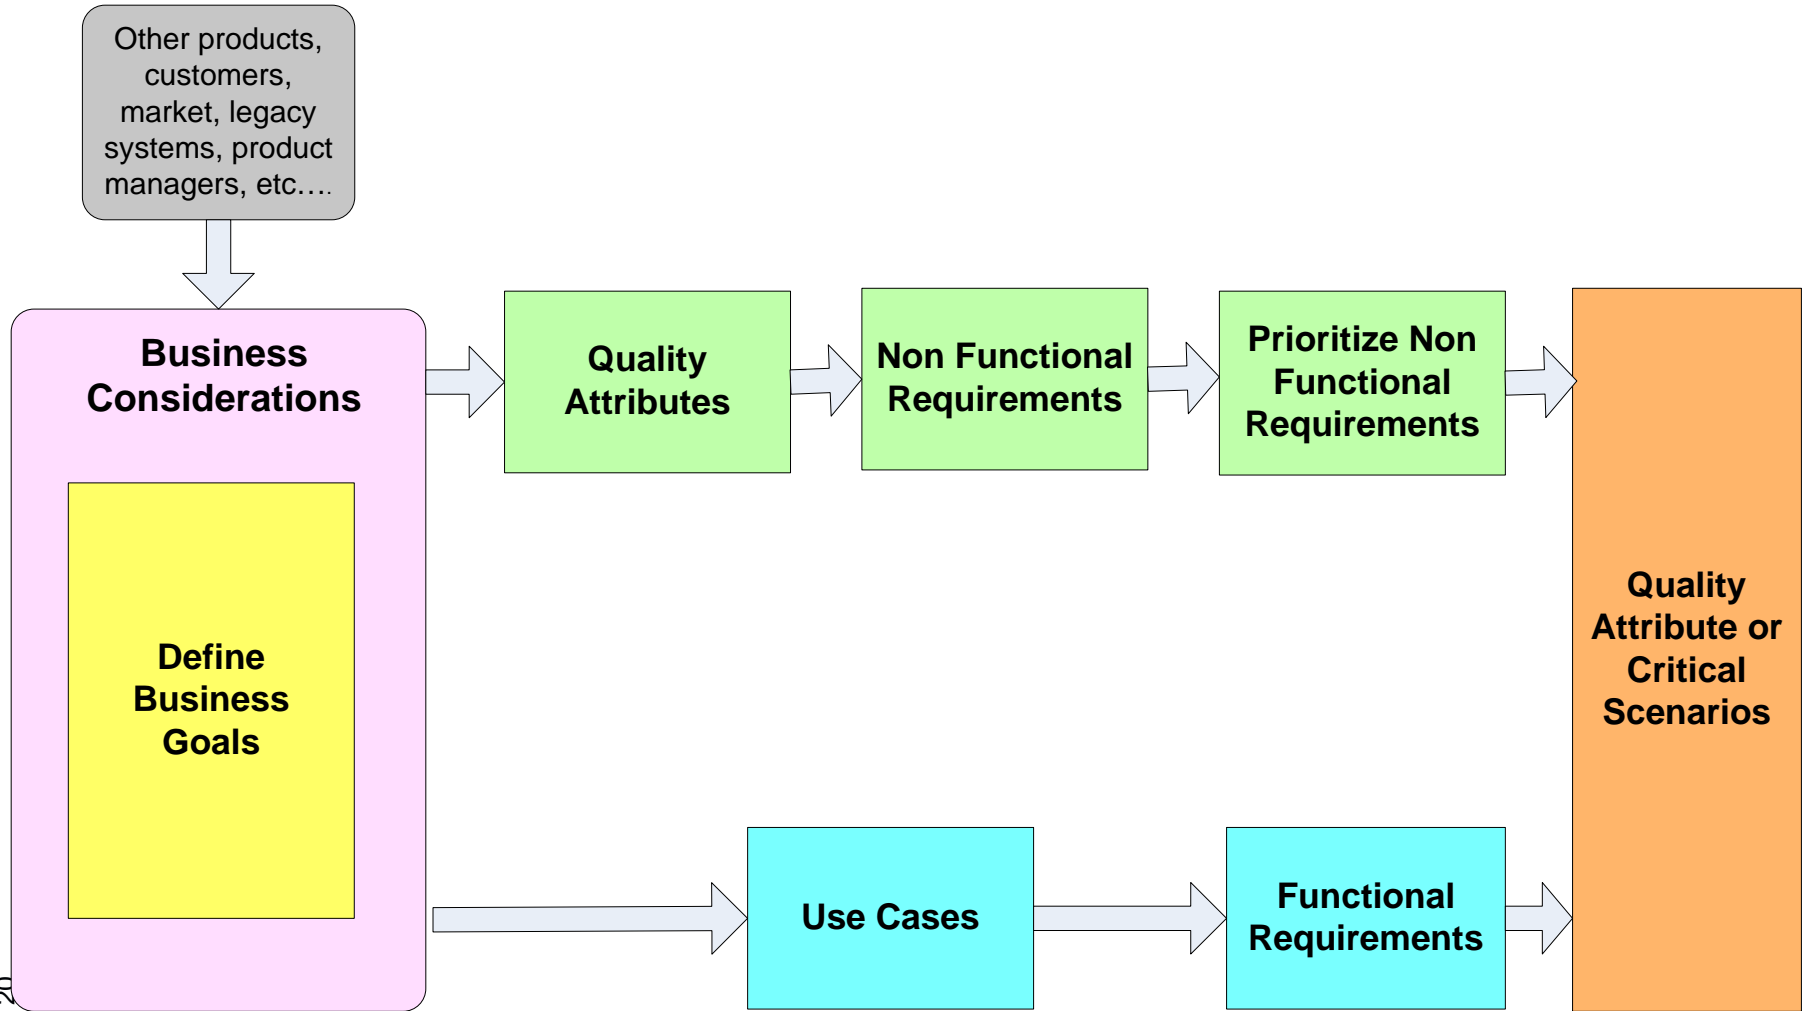 Other products,
customers,
market, legacy
systems, product
managers, etc….
Business
Considerations
Define
Business
Goals
Quality
Attributes
Non Functional
Requirements
Prioritize Non
Functional
Requirements
Use Cases
Functional
Requirements
Quality
Attribute or
Critical
Scenarios